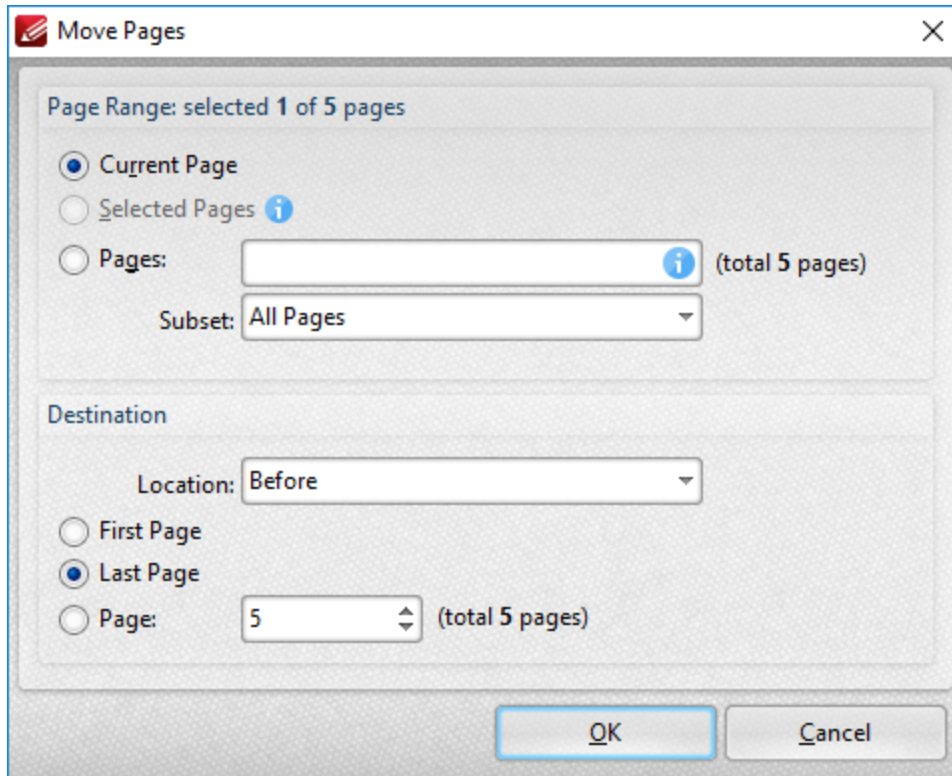 Move Pages
Page Range: selected 1 of 5 pages
Current Page
Selected Pages
Pages: (total 5 pages)
Subset: All Pages
Destination
Location: Before
First Page
Last Page
Page: 5 (total 5 pages)
OK Cancel